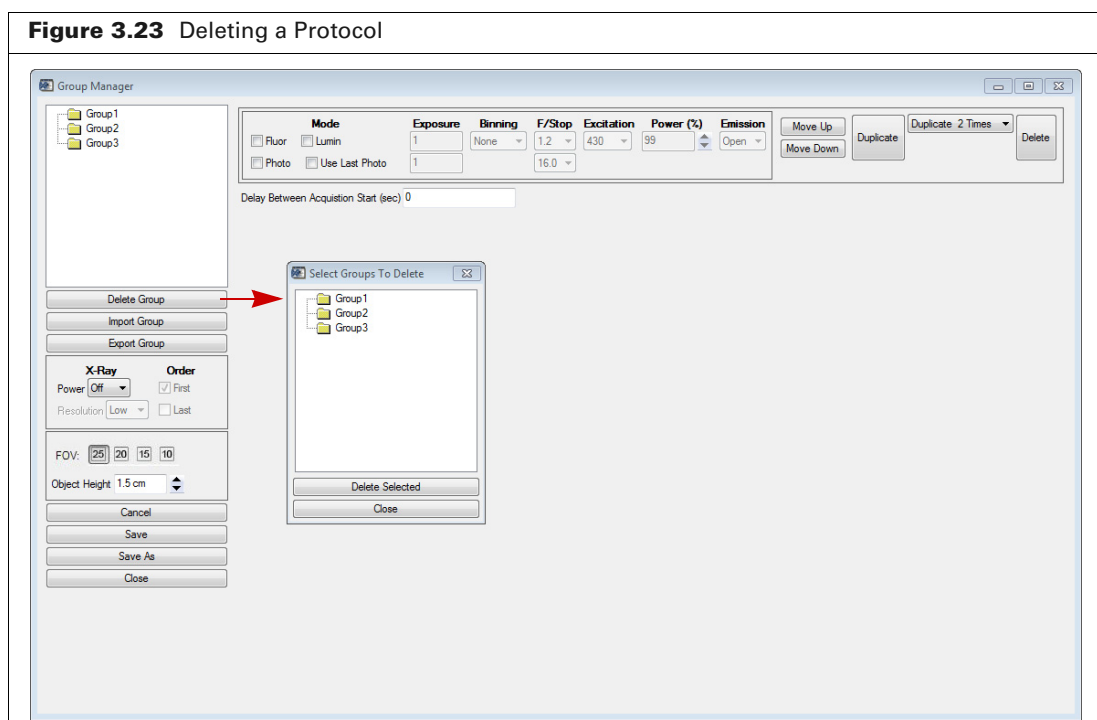 Figure 3.23 Deleting a Protocol
Group Manager
Group1
Group2
Group3
Mode Exposure Binning F/Stop Excitation Power (%) Emission
Fluor Lumin 1 None 1.2 430 99 Open
Photo Use Last Photo 1 16.0
Move Up
Move Down
Duplicate
Duplicate 2 Times
Delete
Delay Between Acquistion Start (sec) 0
Delete Group
Import Group
Export Group
X-Ray Order
Power Off First
Resolution Low Last
FOV: 25 20 15 10
Object Height 1.5 cm
Cancel
Save
Save As
Close
Select Groups To Delete
Group1
Group2
Group3
Delete Selected
Close